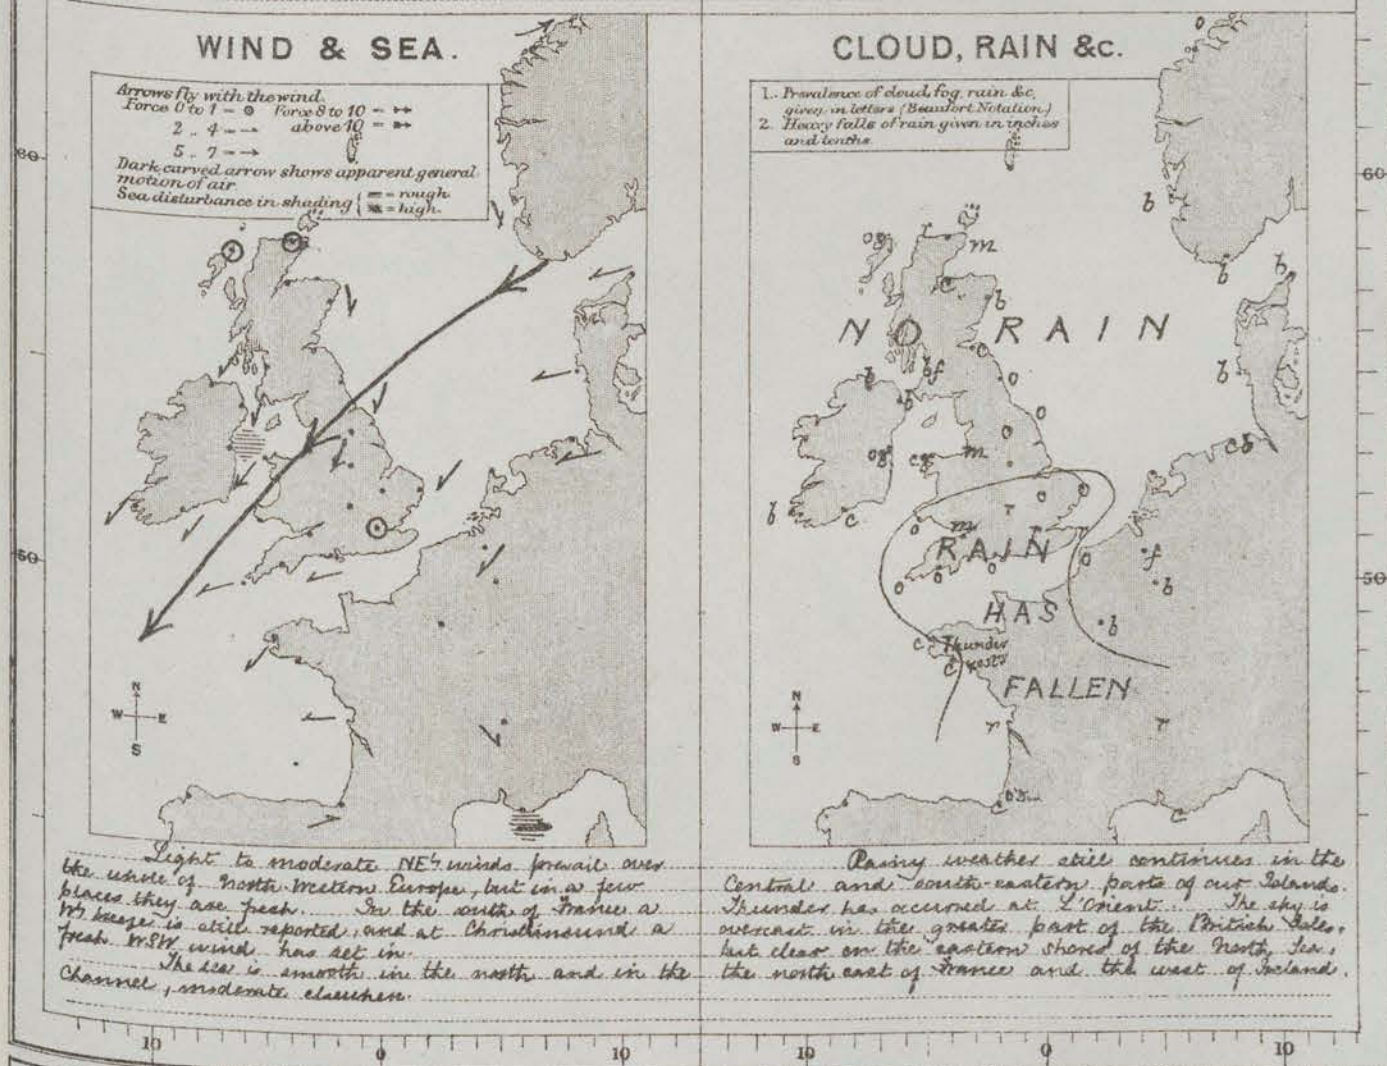 WIND & SEA.
Arrows fly with the wind.
Force 0 to 1 = ⊙ Force 8 to 10 =
2 .. 4 =
above 10 =
5 .. 7 =
Dark curved arrow shows apparent general
motion of air.
Sea disturbance in shading { = rough.
= high.
60
50
N
W E
S
Light to moderate NE'ly winds prevail over
the whole of North Western Europe, but in a few
places they are fresh. In the south of France a
W'ly breeze is still reported, and at Christiansund a
fresh WSW wind has set in.
The sea is smooth in the north and in the
Channel, moderate elsewhere.
10 0 10
CLOUD, RAIN &c.
1. Prevalence of cloud, fog, rain &c,
given in letters (Beaufort Notation.)
2. Heavy falls of rain given in inches
and tenths.
60
b
og r m
b b
c b
NO RAIN
o
b bf o b
b o
o
og cg m cb
b c o o
r
o m
RAIN o f
o o o b
HAS
b
c Thunder
c
FALLEN
r r
N
W E
S
c
c
50
Rainy weather still continues in the
Central and south-eastern parts of our Islands.
Thunder has occurred at L'Orient. The sky is
overcast in the greater part of the British Isles,
but clear on the eastern shores of the North Sea,
the north east of France and the west of Ireland.
10 0 10